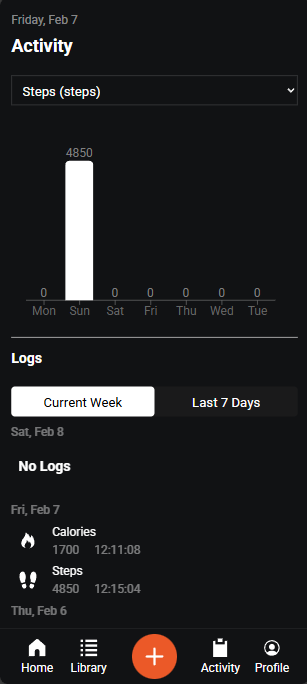 Friday, Feb 7
Activity
Steps (steps)
4850
0 0 0 0 0 0
Mon Sun Sat Fri Thu Wed Tue
Logs
Current Week Last 7 Days
Sat, Feb 8
No Logs
Fri, Feb 7
Calories
1700 12:11:08
Steps
4850 12:15:04
Thu, Feb 6
Home Library Activity Profile